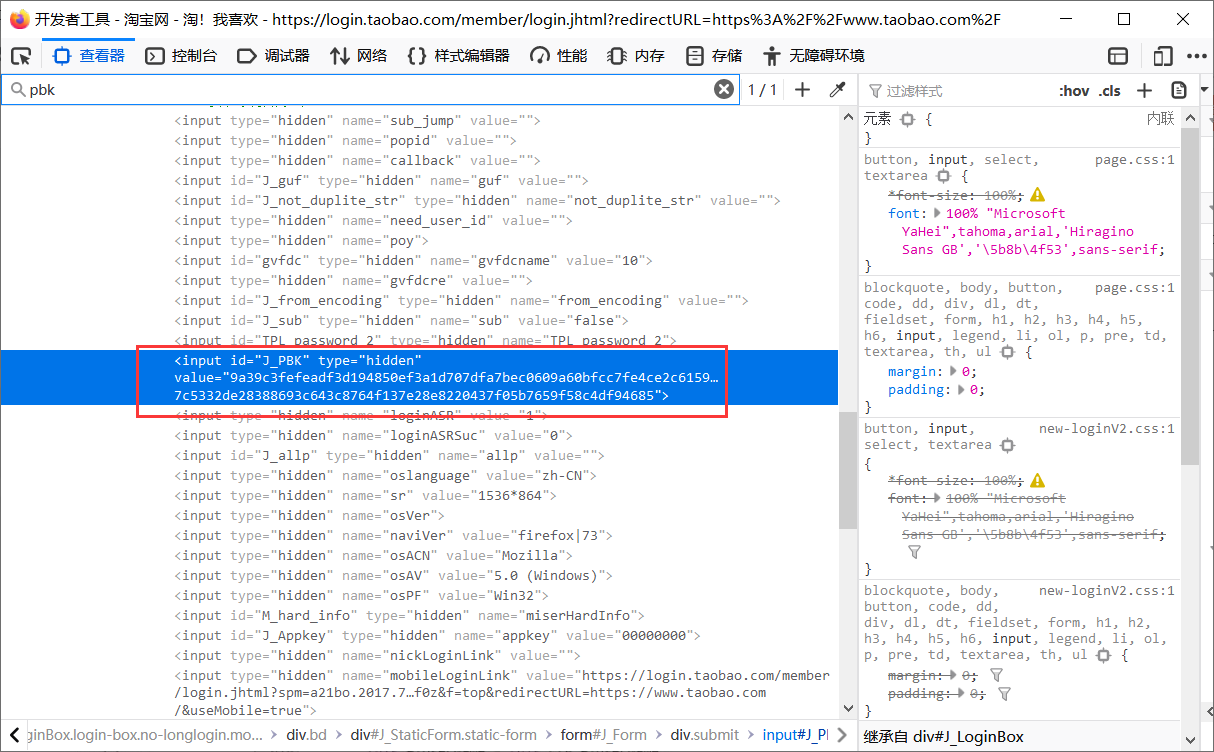 开发者工具 - 淘宝网 - 淘！我喜欢 - https://login.taobao.com/member/login.jhtml?redirectURL=https%3A%2F%2Fwww.taobao.com%2F
查看器 控制台 调试器 网络 {} 样式编辑器 性能 内存 存储 无障碍环境
pbk 1 / 1
<input type="hidden" name="sub_jump" value="">
<input type="hidden" name="popid" value="">
<input type="hidden" name="callback" value="">
<input id="J_guf" type="hidden" name="guf" value="">
<input id="J_not_duplite_str" type="hidden" name="not_duplite_str" value="">
<input type="hidden" name="need_user_id" value="">
<input type="hidden" name="poy">
<input id="gvfdc" type="hidden" name="gvfdcname" value="10">
<input type="hidden" name="gvfdcre" value="">
<input id="J_from_encoding" type="hidden" name="from_encoding" value="">
<input id="J_sub" type="hidden" name="sub" value="false">
<input id="TPL_password_2" type="hidden" name="TPL_password_2">
<input id="J_PBK" type="hidden"
value="9a39c3fefeadf3d194850ef3a1d707dfa7bec0609a60bfcc7fe4ce2c6159…
7c5332de28388693c643c8764f137e28e8220437f05b7659f58c4df94685">
<input type="hidden" name="loginASR" value="1">
<input type="hidden" name="loginASRSuc" value="0">
<input id="J_allp" type="hidden" name="allp" value="">
<input type="hidden" name="oslanguage" value="zh-CN">
<input type="hidden" name="sr" value="1536*864">
<input type="hidden" name="osVer">
<input type="hidden" name="naviVer" value="firefox|73">
<input type="hidden" name="osACN" value="Mozilla">
<input type="hidden" name="osAV" value="5.0 (Windows)">
<input type="hidden" name="osPF" value="Win32">
<input id="M_hard_info" type="hidden" name="miserHardInfo">
<input id="J_Appkey" type="hidden" name="appkey" value="00000000">
<input type="hidden" name="nickLoginLink" value="">
<input type="hidden" name="mobileLoginLink" value="https://login.taobao.com/member
/login.jhtml?spm=a21bo.2017.7…f0z&f=top&redirectURL=https://www.taobao.com
/&useMobile=true">
ginBox.login-box.no-longlogin.mo... div.bd div#J_StaticForm.static-form form#J_Form div.submit input#J_P
过滤样式 :hov .cls
元素 { 内联
}
button, input, select, page.css:1
textarea {
*font-size: 100%;
font: 100% "Microsoft
YaHei",tahoma,arial,'Hiragino
Sans GB','\5b8b\4f53',sans-serif;
}
blockquote, body, button, page.css:1
code, dd, div, dl, dt,
fieldset, form, h1, h2, h3, h4, h5,
h6, input, legend, li, ol, p, pre, td,
textarea, th, ul {
margin: 0;
padding: 0;
}
button, input, new-loginV2.css:1
select, textarea
{
*font-size: 100%;
font: 100% "Microsoft
YaHei",tahoma,arial,'Hiragino
Sans GB','\5b8b\4f53',sans-serif;
}
blockquote, body, new-loginV2.css:1
button, code, dd,
div, dl, dt, fieldset, form, h1, h2,
h3, h4, h5, h6, input, legend, li, ol,
p, pre, td, textarea, th, ul {
margin: 0;
padding: 0;
}
继承自 div#J_LoginBox